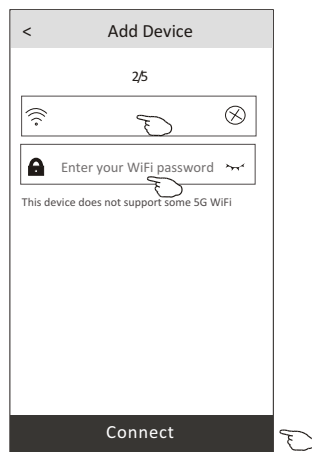 < Add Device
2/5
Enter your WiFi password
This device does not support some 5G WiFi
Connect